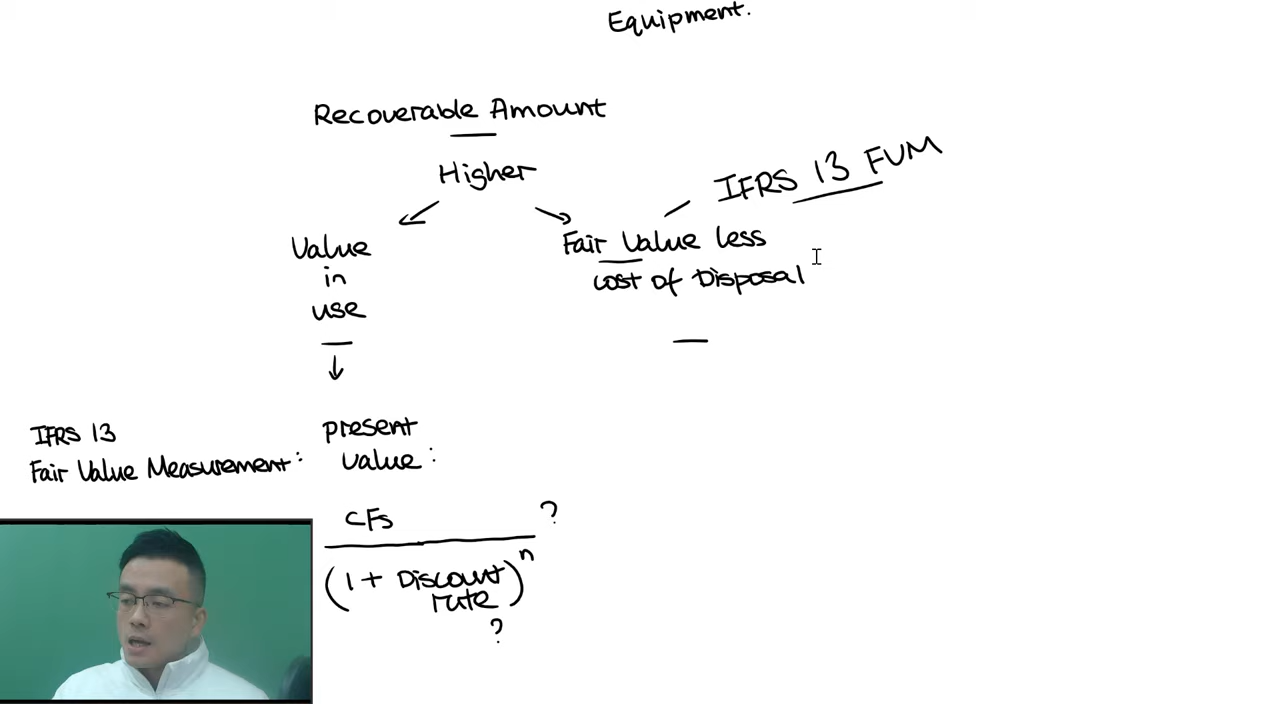 Equipment.
Recoverable Amount
Higher
IFRS 13 FVM
Value
in
use
Fair Value less
cost of Disposal
IFRS 13
Fair Value Measurement:
present
value:
CFs ?
(1 + Discount
rate)^n
?